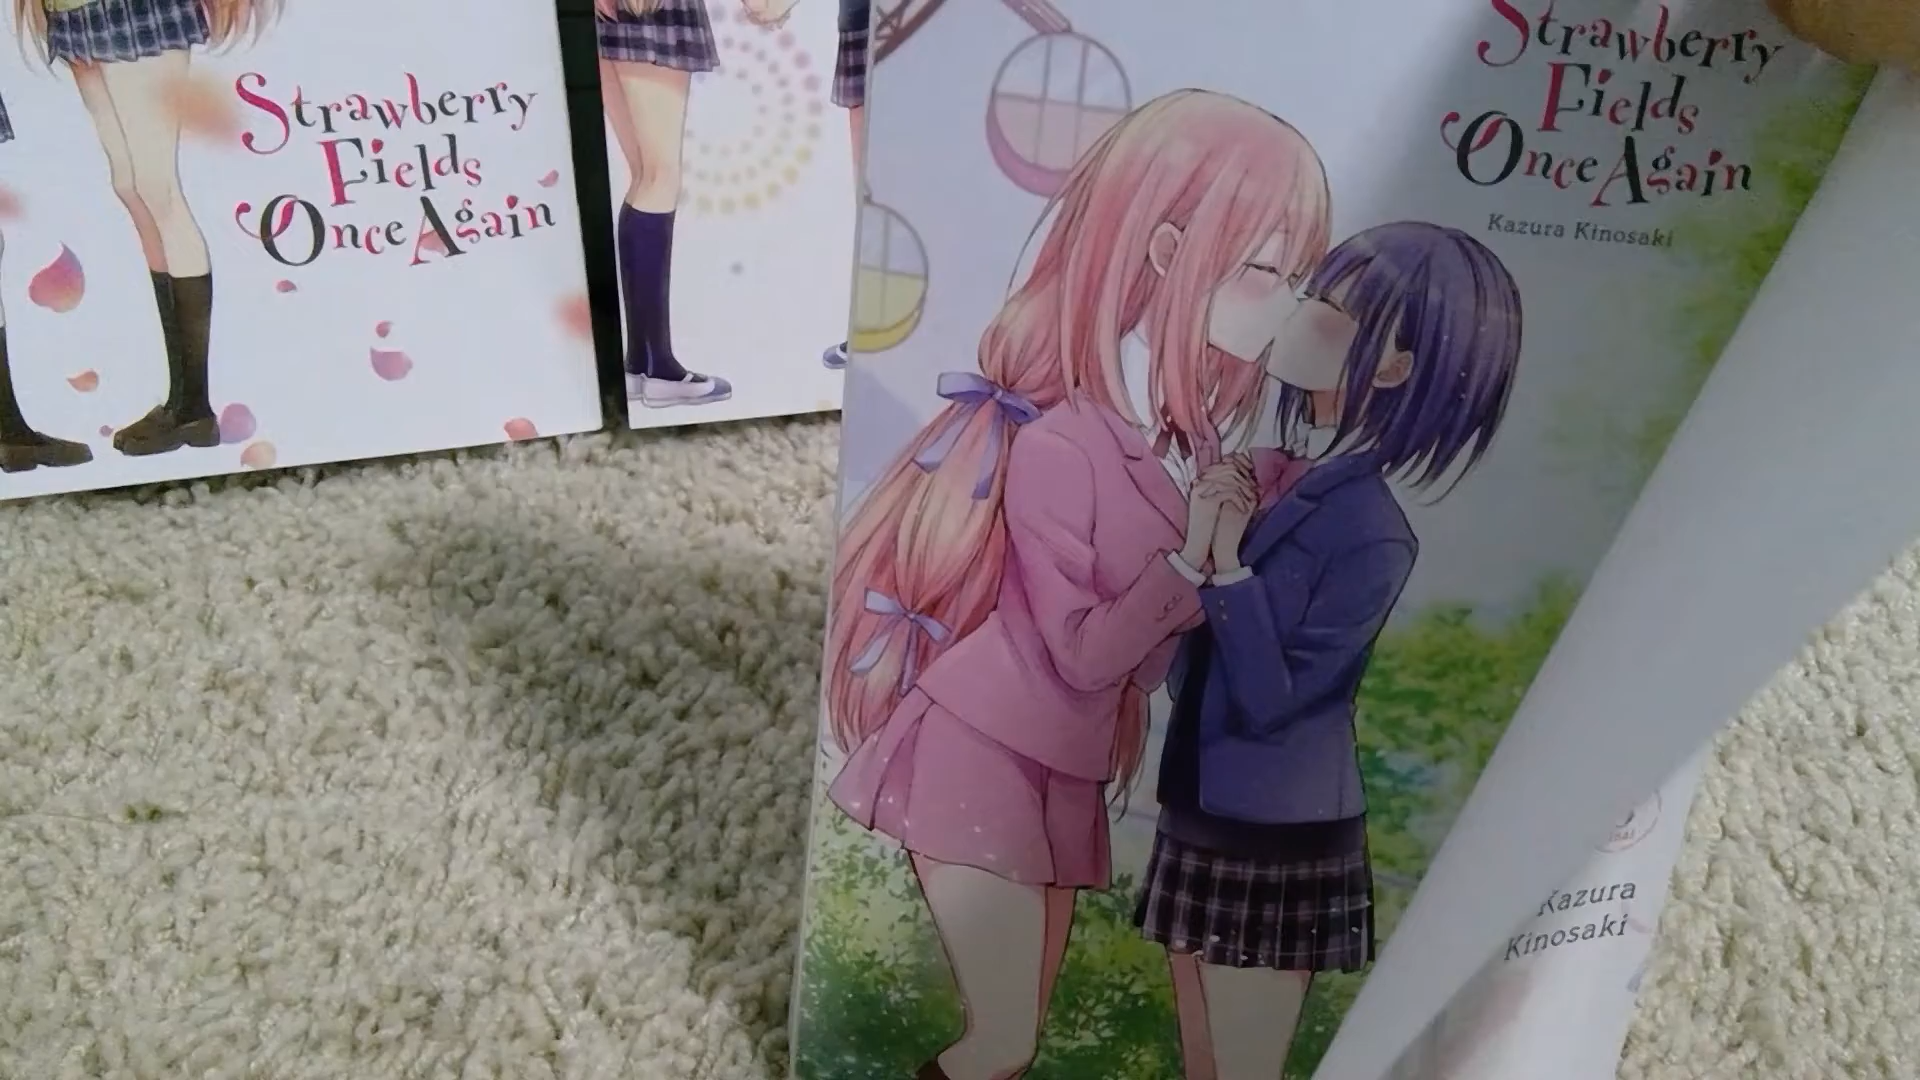 Strawberry
Fields
Once Again
Strawberry
Fields
Once Again
Kazura Kinosaki
Kazura
Kinosaki